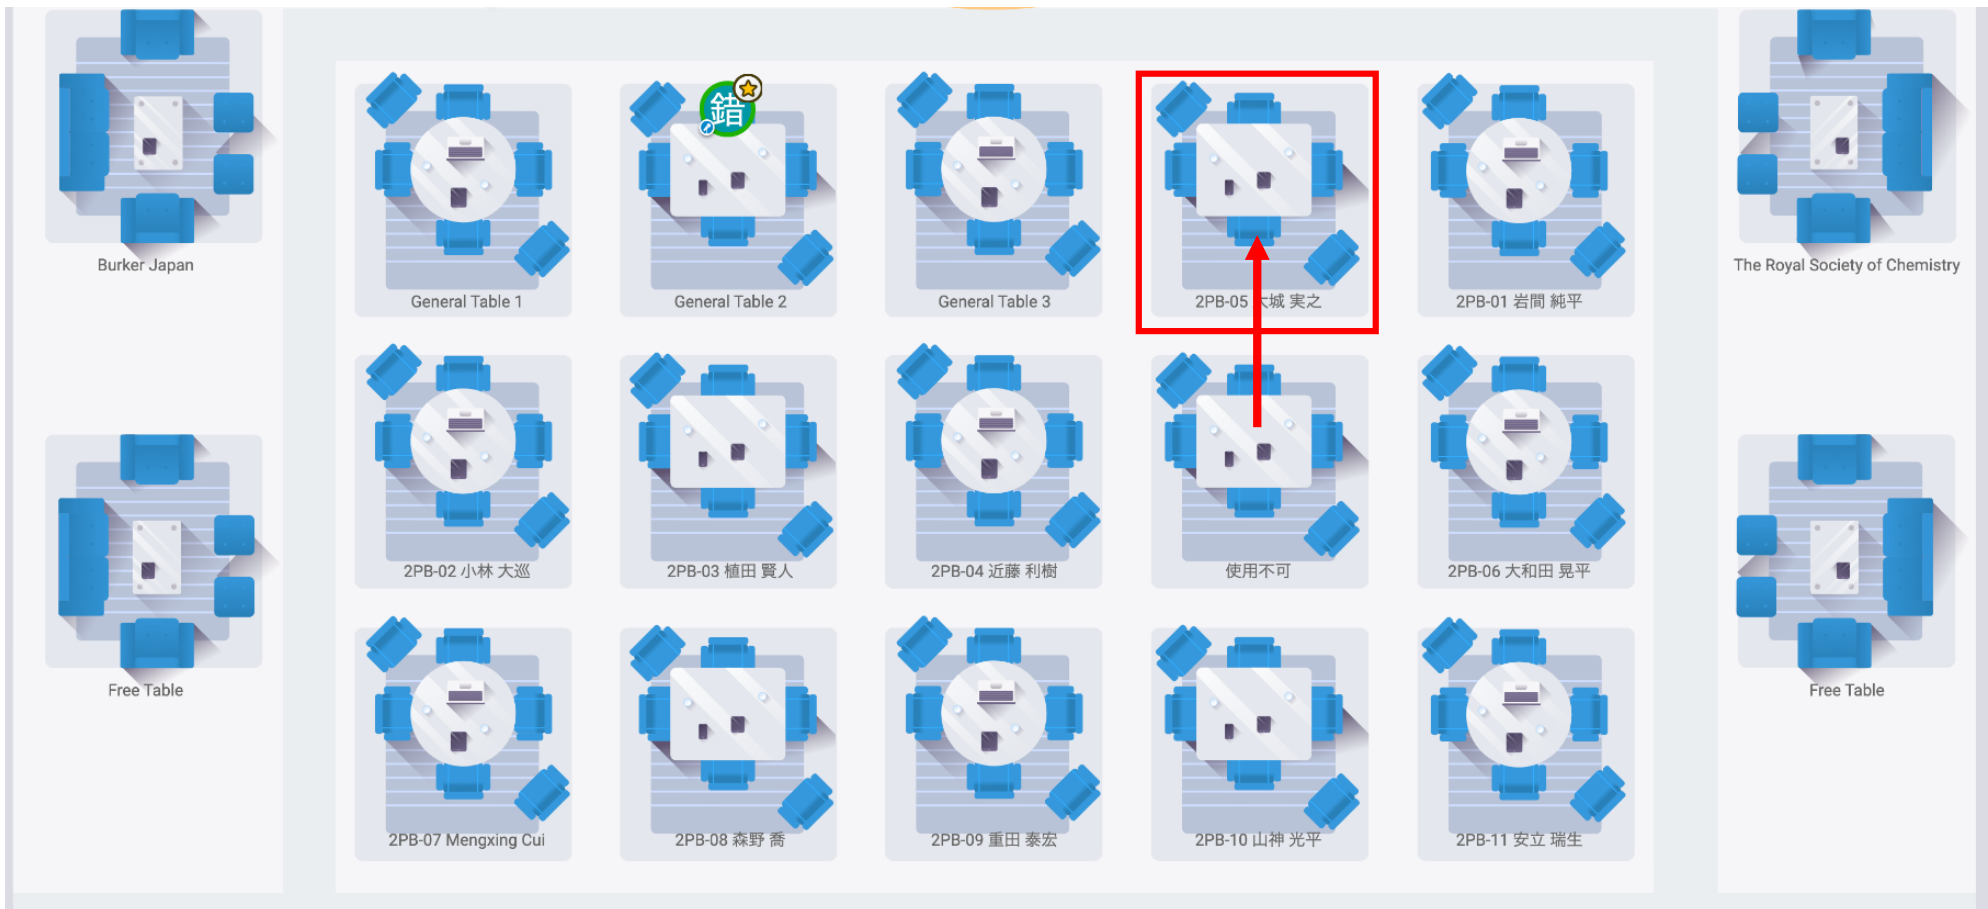 錯
Burker Japan
General Table 1
General Table 2
General Table 3
2PB-05 大城 実之
2PB-01 岩間 純平
The Royal Society of Chemistry
2PB-02 小林 大巡
2PB-03 植田 賢人
2PB-04 近藤 利樹
使用不可
2PB-06 大和田 晃平
Free Table
Free Table
2PB-07 Mengxing Cui
2PB-08 森野 喬
2PB-09 重田 泰宏
2PB-10 山神 光平
2PB-11 安立 瑞生